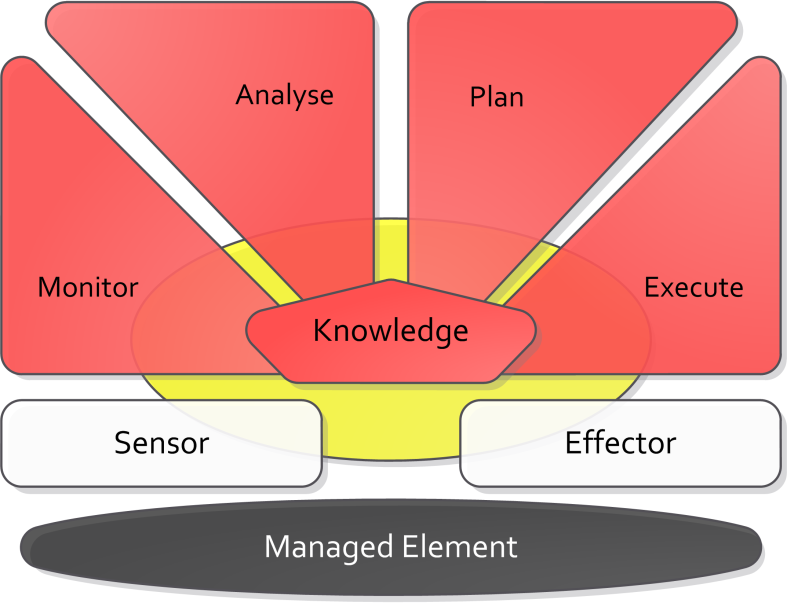 Analyse
Plan
Monitor
Execute
Knowledge
Sensor
Effector
Managed Element